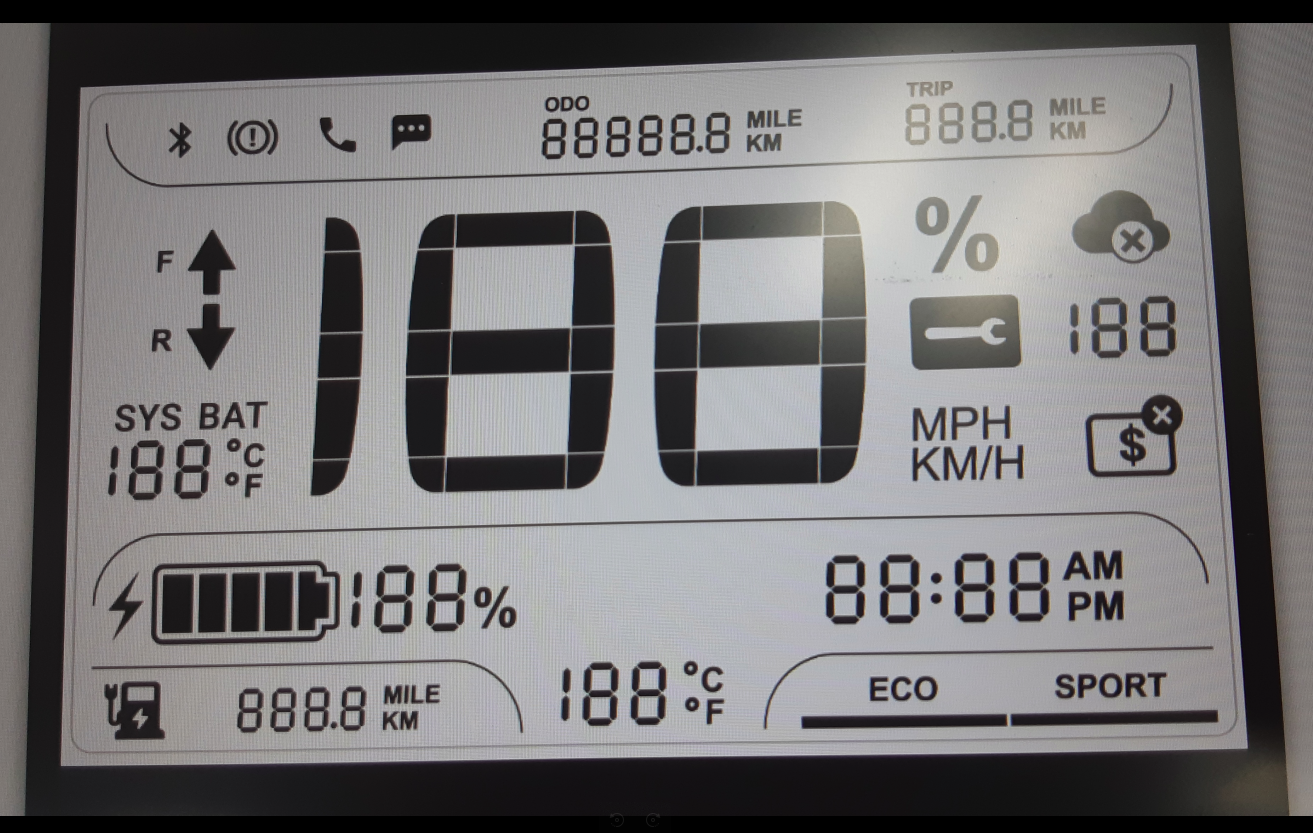 ODO
88888.8 MILE
KM
TRIP
888.8 MILE
KM
F
R
188
%
188
SYS BAT
188 °C
°F
MPH
KM/H
$
188%
88:88 AM
PM
888.8 MILE
KM
188 °C
°F
ECO SPORT